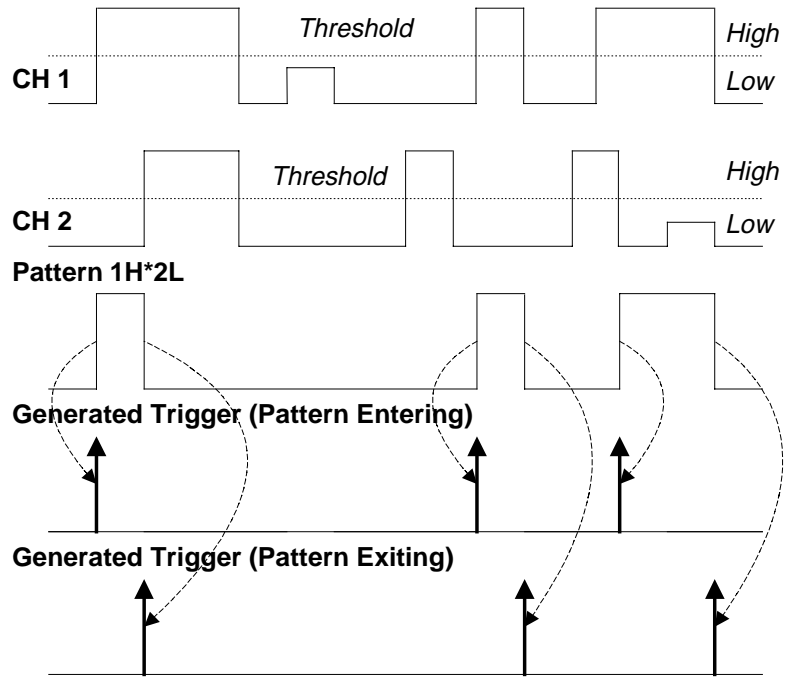 Threshold
High
CH 1
Low
Threshold
High
CH 2
Low
Pattern 1H*2L
Generated Trigger (Pattern Entering)
Generated Trigger (Pattern Exiting)